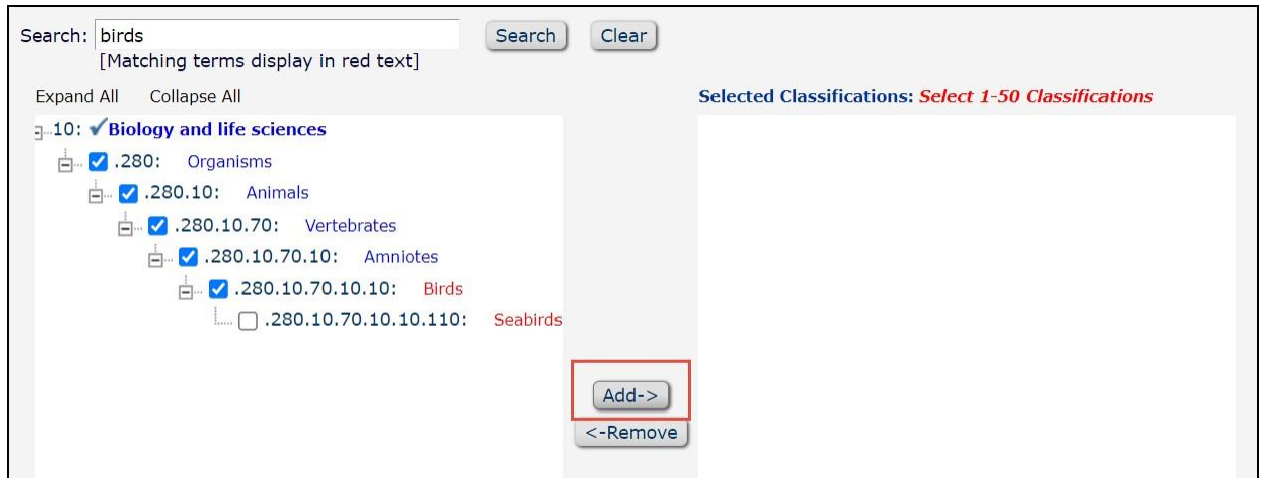 Search: birds Search Clear
[Matching terms display in red text]
Expand All Collapse All
Selected Classifications: Select 1-50 Classifications
10: Biology and life sciences
.280: Organisms
.280.10: Animals
.280.10.70: Vertebrates
.280.10.70.10: Amniotes
.280.10.70.10.10: Birds
.280.10.70.10.10.110: Seabirds
Add->
<-Remove